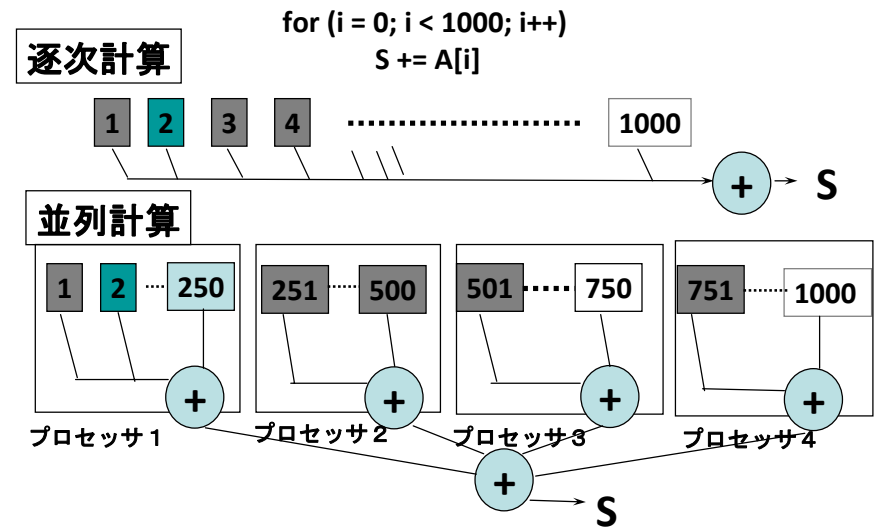 for (i = 0; i < 1000; i++)
S += A[i]
逐次計算
1 2 3 4 ‥‥‥‥‥‥‥‥‥‥ 1000
+ S
並列計算
1 2 ‥‥ 250 251 ‥‥ 500 501 ‥‥ 750 751 ‥‥ 1000
+ + + +
プロセッサ1 プロセッサ2 プロセッサ3 プロセッサ4
+ S